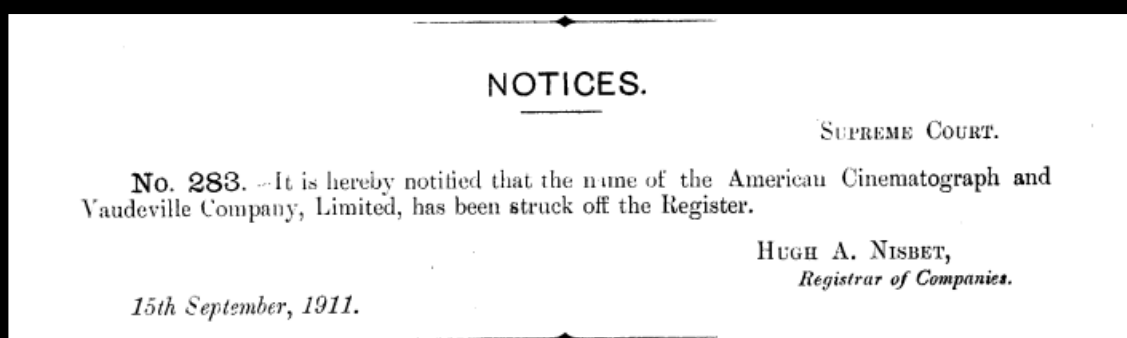 NOTICES.
SUPREME COURT.
No. 283. —It is hereby notified that the name of the American Cinematograph and
Vaudeville Company, Limited, has been struck off the Register.
HUGH A. NISBET,
Registrar of Companies.
15th September, 1911.